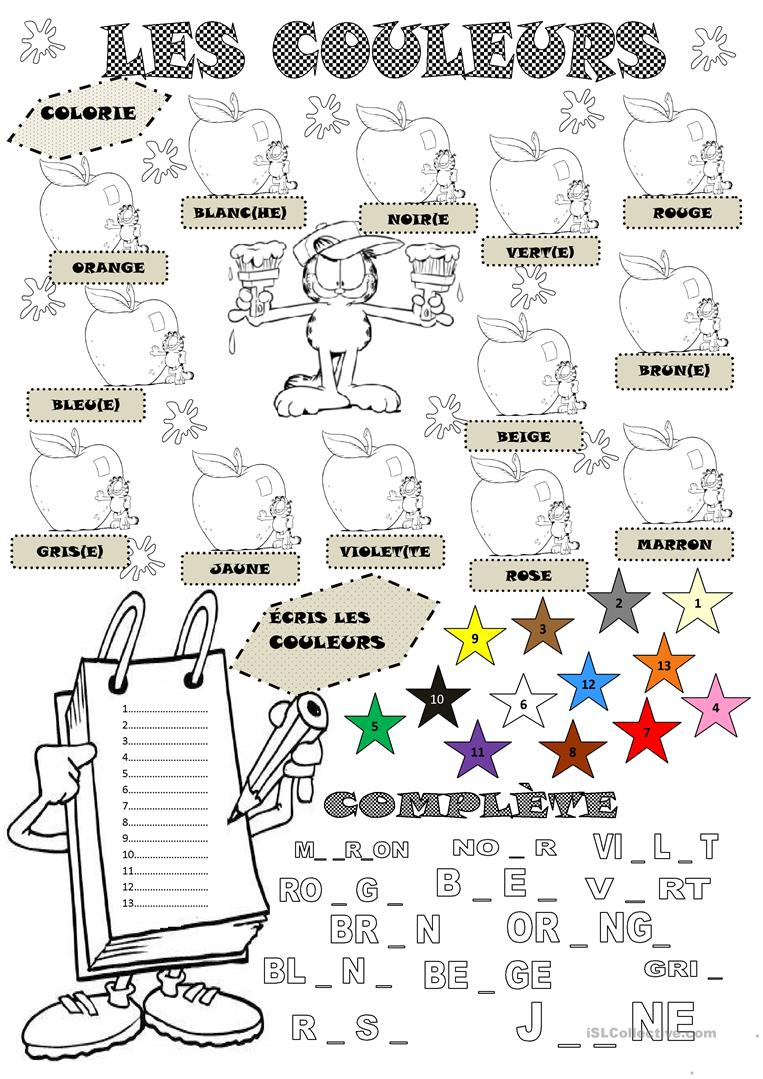 LES COULEURS
COLORIE
BLANC(HE)
NOIR(E
VERT(E)
ROUGE
ORANGE
BLEU(E)
BRUN(E)
BEIGE
GRIS(E)
JAUNE
VIOLET(TE
ROSE
MARRON
ÉCRIS LES
COULEURS
1
2
3
9
13
12
10
6
4
5
11
8
7
1..............................
2..............................
3..............................
4..............................
5..............................
6..............................
7..............................
8..............................
9..............................
10............................
11............................
12............................
13............................
COMPLÈTE
M_ _R_ON NO _ R VI _ L _ T
RO _ G _ B _ E _ V _ RT
BR _ N OR _ NG_
BL _ N _ BE _ GE GRI _
R _ S _ J _ _ NE
iSLCollective.com